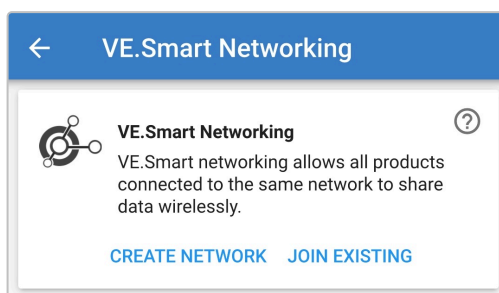 VE.Smart Networking
VE.Smart Networking
VE.Smart networking allows all products
connected to the same network to share
data wirelessly.
CREATE NETWORK JOIN EXISTING